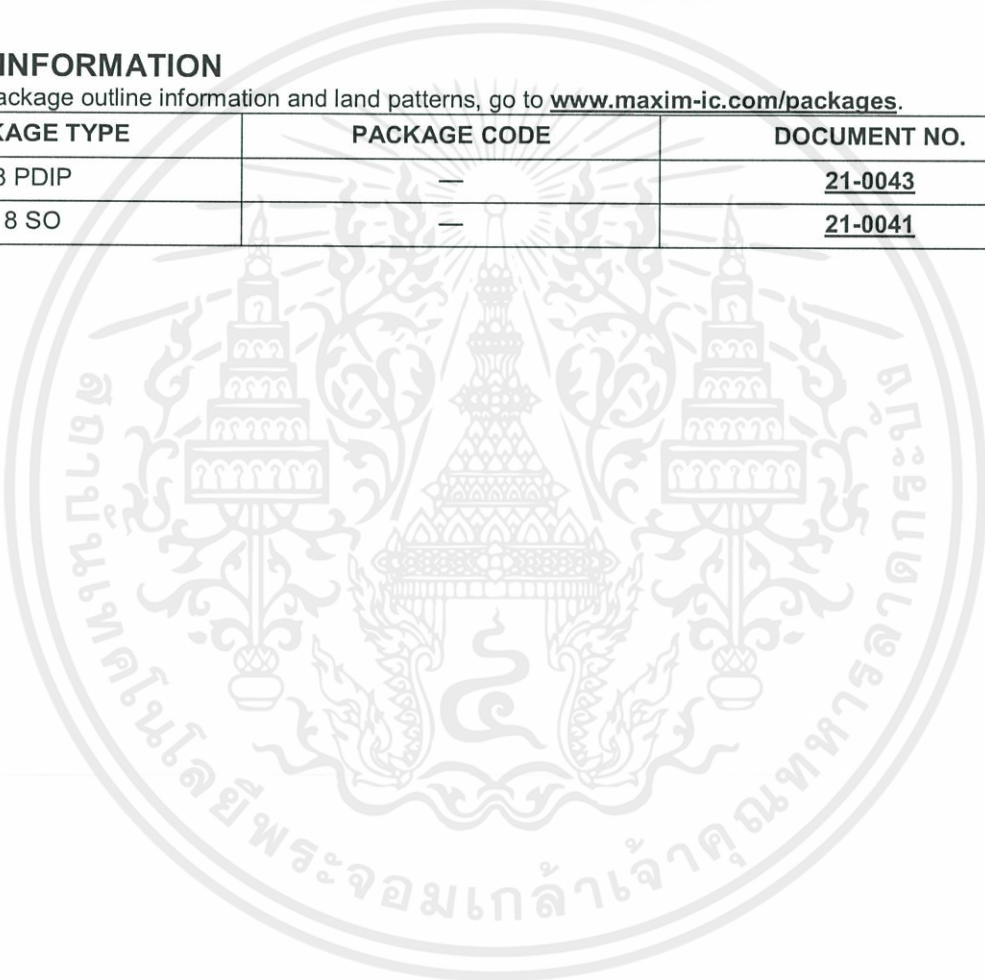 INFORMATION
ackage outline information and land patterns, go to www.maxim-ic.com/packages.
KAGE TYPE PACKAGE CODE DOCUMENT NO.
PDIP — 21-0043
8 SO — 21-0041
สถาบันเทคโนโลยีพระจอมเกล้าเจ้าคุณทหารลาดกระบัง